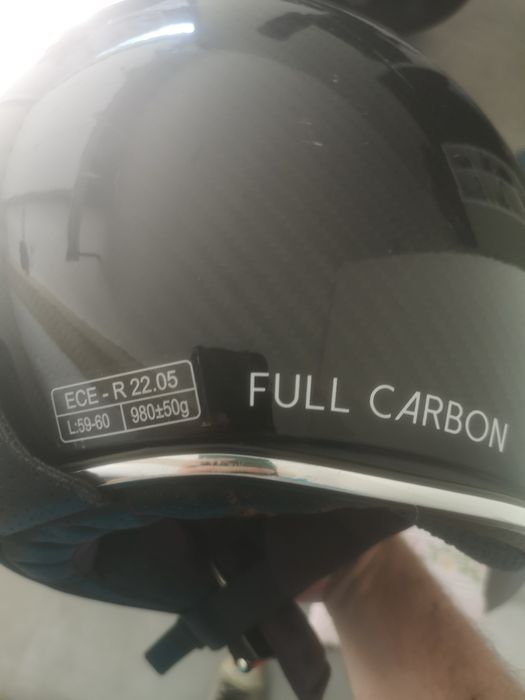 ECE - R 22.05
L:59-60 980±50g
FULL CARBON